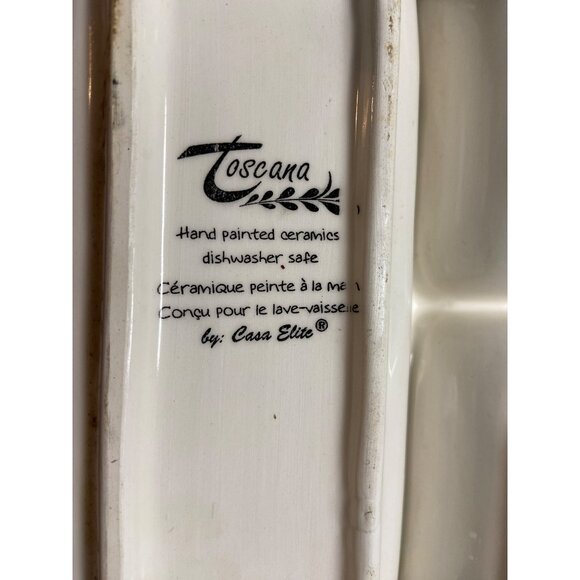 Toscana
Hand painted ceramics
dishwasher safe
Céramique peinte à la main
Conçu pour le lave-vaisselle
by: Casa Elite®